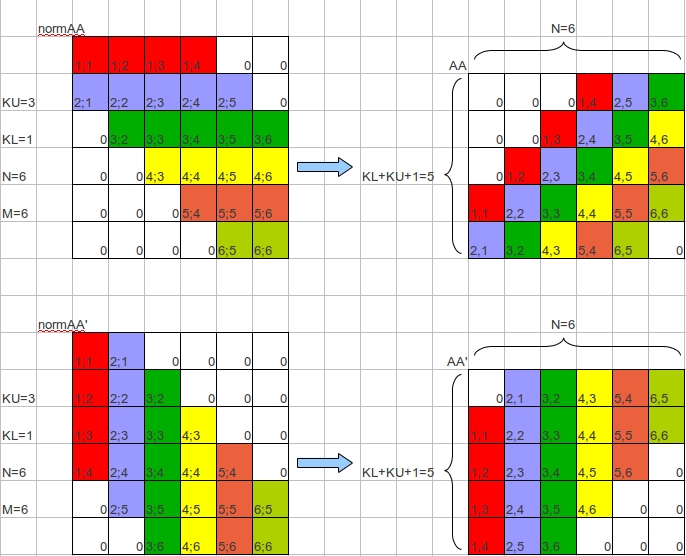 normAA N=6
1;1 1;2 1;3 1;4 0 0 AA
KU=3 2;1 2;2 2;3 2;4 2;5 0 0 0 0 1,4 2,5 3,6
KL=1 0 3;2 3;3 3;4 3;5 3;6 0 0 1,3 2,4 3,5 4,6
N=6 0 0 4;3 4;4 4;5 4;6 KL+KU+1=5 0 1,2 2,3 3,4 4,5 5,6
M=6 0 0 0 5;4 5;5 5;6 1,1 2,2 3,3 4,4 5,5 6,6
0 0 0 0 6;5 6;6 2,1 3,2 4,3 5,4 6,5 0
normAA' N=6
1;1 2;1 0 0 0 0 AA'
KU=3 1;2 2;2 3;2 0 0 0 0 2,1 3,2 4,3 5,4 6,5
KL=1 1;3 2;3 3;3 4;3 0 0 1,1 2,2 3,3 4,4 5,5 6,6
N=6 1;4 2;4 3;4 4;4 5;4 0 KL+KU+1=5 1,2 2,3 3,4 4,5 5,6 0
M=6 0 2;5 3;5 4;5 5;5 6;5 1,3 2,4 3,5 4,6 0 0
0 0 3;6 4;6 5;6 6;6 1,4 2,5 3,6 0 0 0